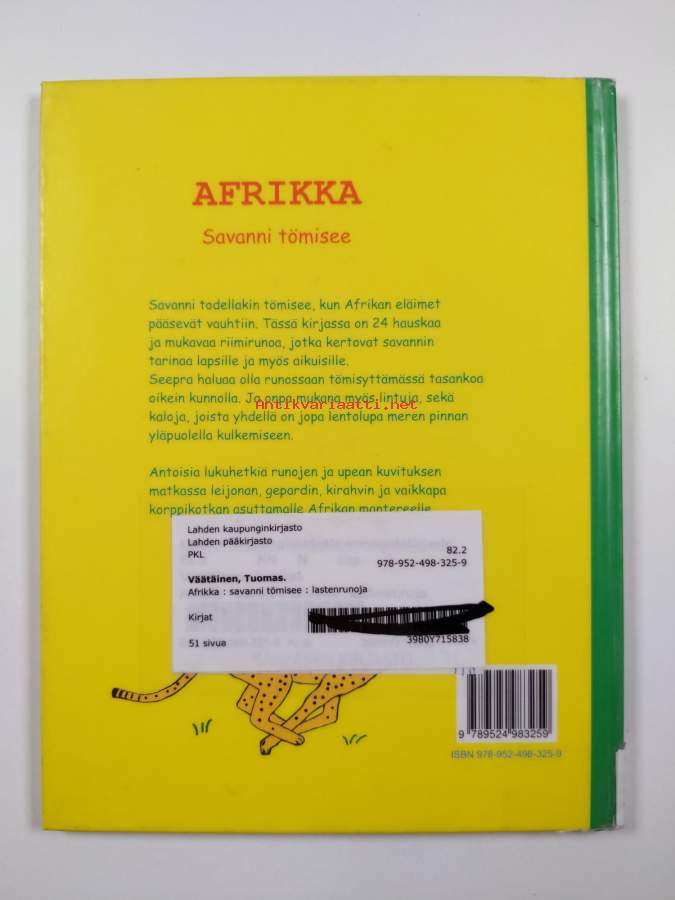 AFRIKKA
Savanni tömisee
Savanni todellakin tömisee, kun Afrikan eläimet
pääsevät vauhtiin. Tässä kirjassa on 24 hauskaa
ja mukavaa riimirunoa, jotka kertovat savannin
tarinaa lapsille ja myös aikuisille.
Seepra haluaa olla runossaan tömisyttämässä tasankoa
oikein kunnolla. Ja onpa mukana myös lintuja, sekä
Antikvariaatti.net
kaloja, joista yhdellä on jopa lentolupa meren pinnan
yläpuolella kulkemiseen.
Antoisia lukuhetkiä runojen ja upean kuvituksen
matkassa leijonan, gepardin, kirahvin ja vaikkapa
korppikotkan asuttamalle Afrikan mantereelle
Lahden kaupunginkirjasto
Lahden pääkirjasto
PKL 82.2
978-952-498-325-9
Väätäinen, Tuomas.
Afrikka : savanni tömisee : lastenrunoja
Kirjat
51 sivua 3980Y715838
9 789524 983259
ISBN 978-952-498-325-9